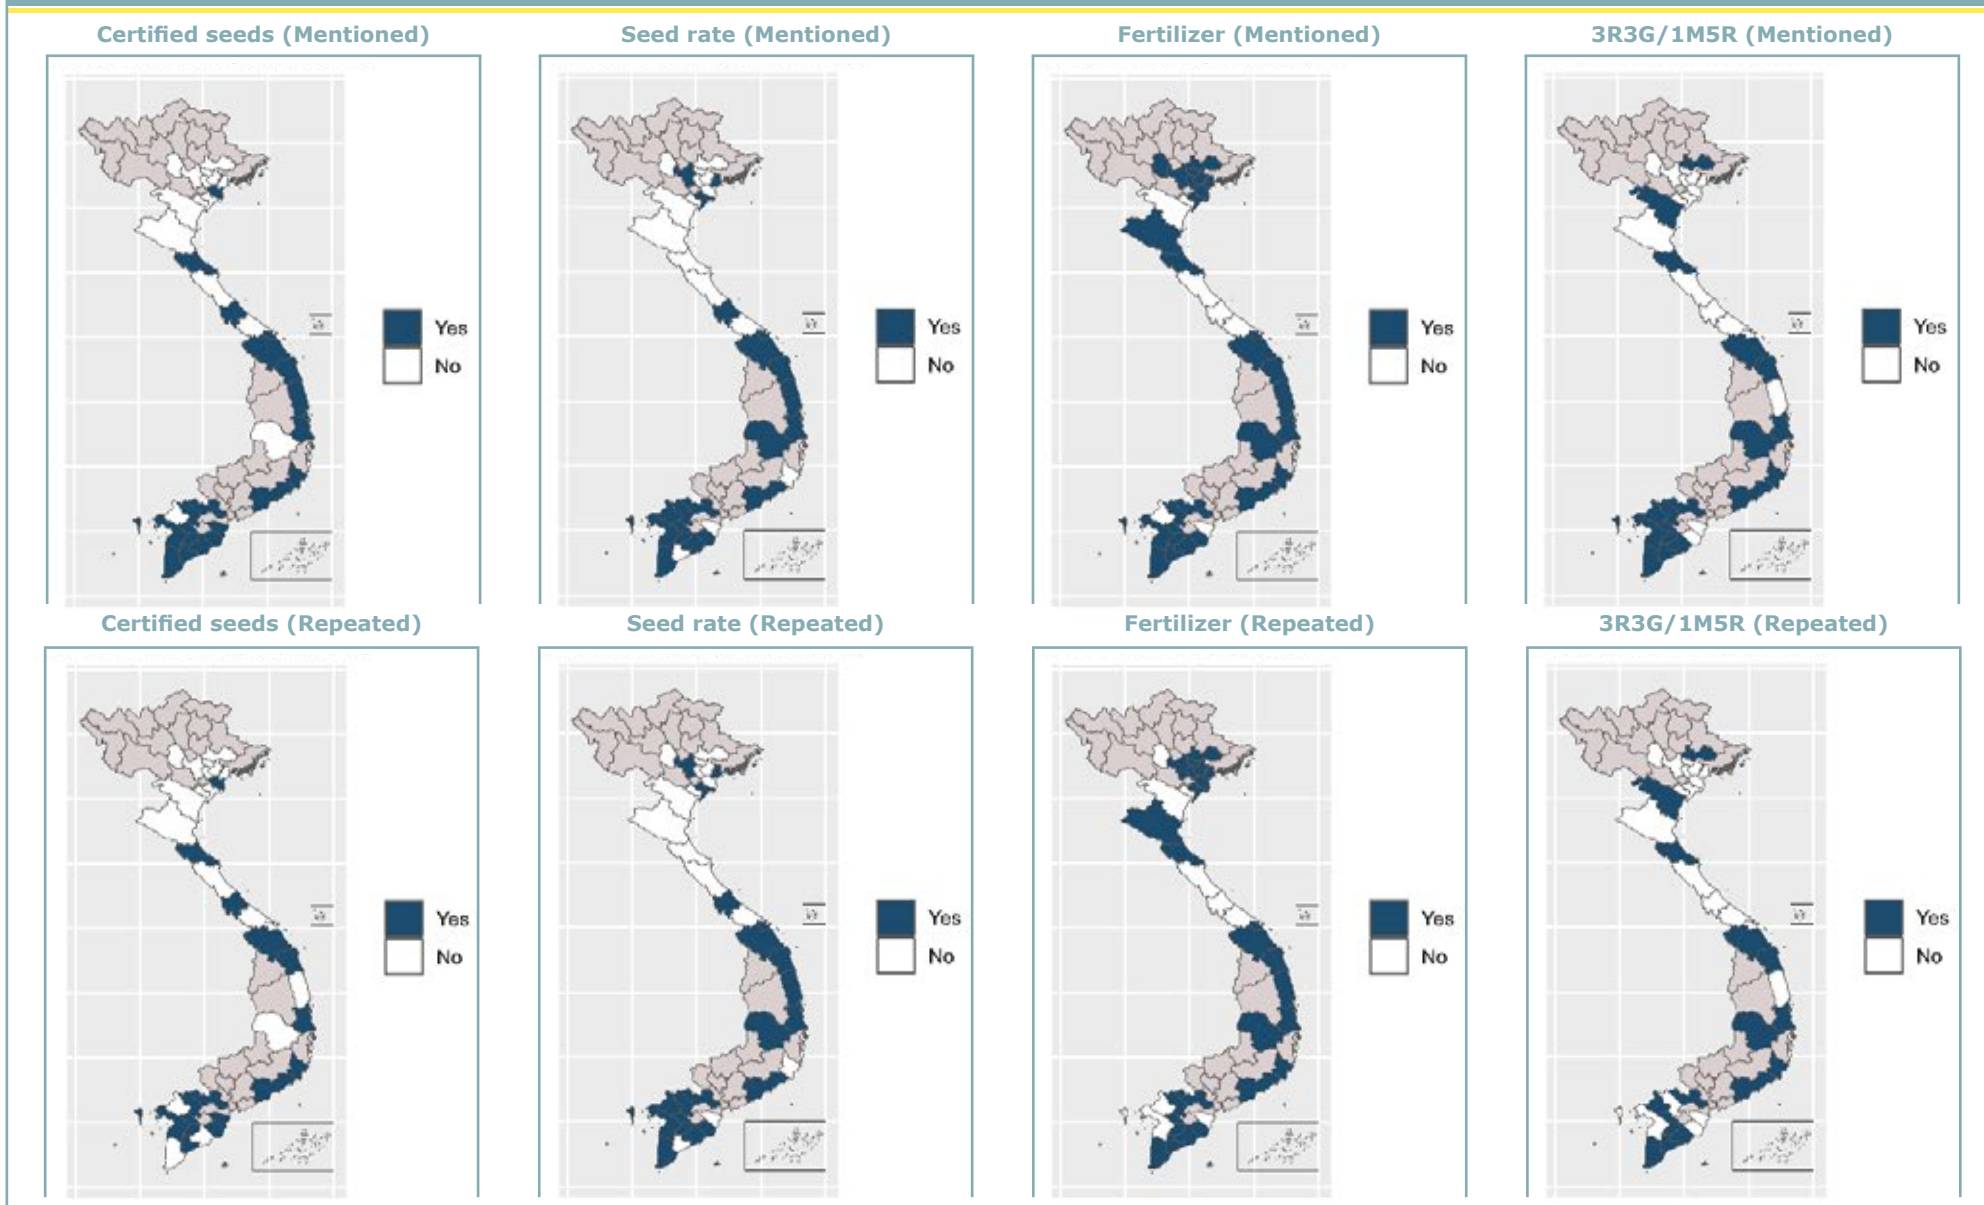 Certified seeds (Mentioned)
Seed rate (Mentioned)
Fertilizer (Mentioned)
3R3G/1M5R (Mentioned)
Yes
No
Yes
No
Yes
No
Yes
No
Certified seeds (Repeated)
Seed rate (Repeated)
Fertilizer (Repeated)
3R3G/1M5R (Repeated)
Yes
No
Yes
No
Yes
No
Yes
No